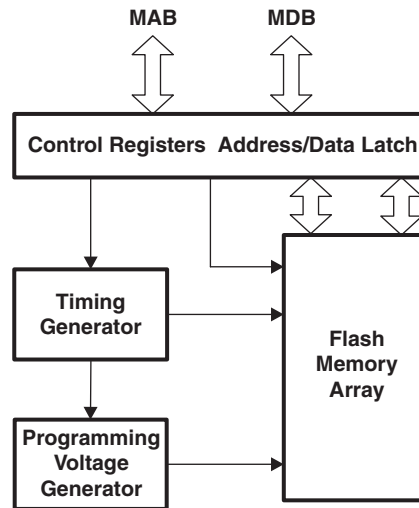 MAB MDB
Control Registers Address/Data Latch
Timing
Generator
Flash
Memory
Array
Programming
Voltage
Generator